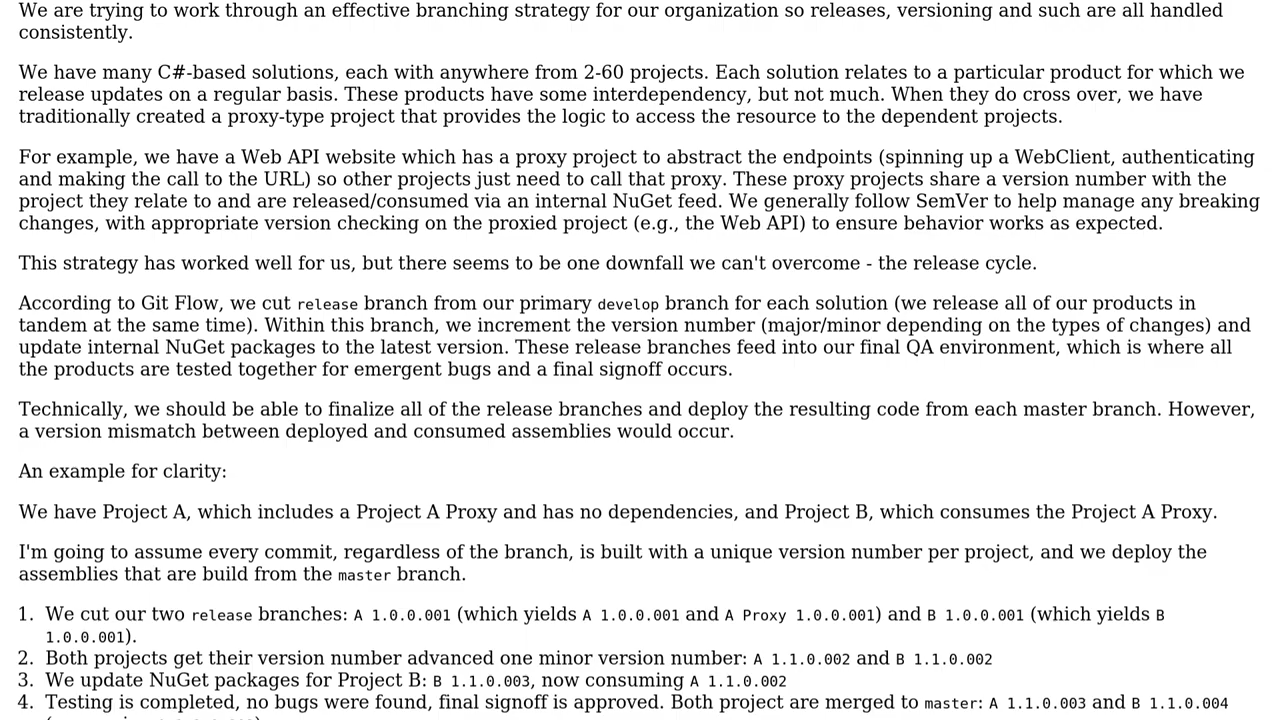 We are trying to work through an effective branching strategy for our organization so releases, versioning and such are all handled
consistently.
We have many C#-based solutions, each with anywhere from 2-60 projects. Each solution relates to a particular product for which we
release updates on a regular basis. These products have some interdependency, but not much. When they do cross over, we have
traditionally created a proxy-type project that provides the logic to access the resource to the dependent projects.
For example, we have a Web API website which has a proxy project to abstract the endpoints (spinning up a WebClient, authenticating
and making the call to the URL) so other projects just need to call that proxy. These proxy projects share a version number with the
project they relate to and are released/consumed via an internal NuGet feed. We generally follow SemVer to help manage any breaking
changes, with appropriate version checking on the proxied project (e.g., the Web API) to ensure behavior works as expected.
This strategy has worked well for us, but there seems to be one downfall we can't overcome - the release cycle.
According to Git Flow, we cut release branch from our primary develop branch for each solution (we release all of our products in
tandem at the same time). Within this branch, we increment the version number (major/minor depending on the types of changes) and
update internal NuGet packages to the latest version. These release branches feed into our final QA environment, which is where all
the products are tested together for emergent bugs and a final signoff occurs.
Technically, we should be able to finalize all of the release branches and deploy the resulting code from each master branch. However,
a version mismatch between deployed and consumed assemblies would occur.
An example for clarity:
We have Project A, which includes a Project A Proxy and has no dependencies, and Project B, which consumes the Project A Proxy.
I'm going to assume every commit, regardless of the branch, is built with a unique version number per project, and we deploy the
assemblies that are build from the master branch.
1. We cut our two release branches: A 1.0.0.001 (which yields A 1.0.0.001 and A Proxy 1.0.0.001) and B 1.0.0.001 (which yields B
1.0.0.001).
2. Both projects get their version number advanced one minor version number: A 1.1.0.002 and B 1.1.0.002
3. We update NuGet packages for Project B: B 1.1.0.003, now consuming A 1.1.0.002
4. Testing is completed, no bugs were found, final signoff is approved. Both project are merged to master: A 1.1.0.003 and B 1.1.0.004